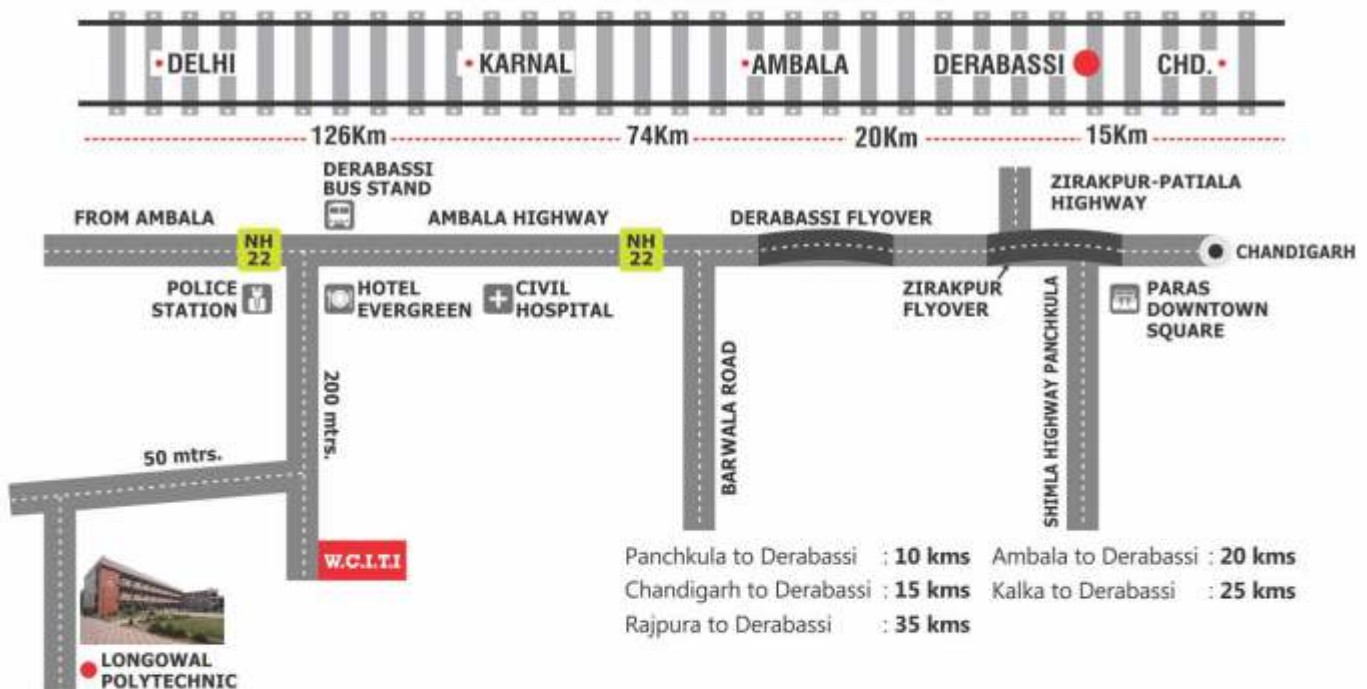 DELHI
KARNAL
AMBALA
DERABASSI
CHD.
126Km
74Km
20Km
15Km
DERABASSI
BUS STAND
ZIRAKPUR-PATIALA
HIGHWAY
FROM AMBALA
AMBALA HIGHWAY
DERABASSI FLYOVER
NH
22
NH
22
CHANDIGARH
POLICE
STATION
HOTEL
EVERGREEN
CIVIL
HOSPITAL
ZIRAKPUR
FLYOVER
PARAS
DOWNTOWN
SQUARE
200 mtrs.
BARWALA ROAD
SHIMLA HIGHWAY PANCHKULA
50 mtrs.
W.C.I.T.I
Panchkula to Derabassi : 10 kms Ambala to Derabassi : 20 kms
Chandigarh to Derabassi : 15 kms Kalka to Derabassi : 25 kms
Rajpura to Derabassi : 35 kms
LONGOWAL
POLYTECHNIC